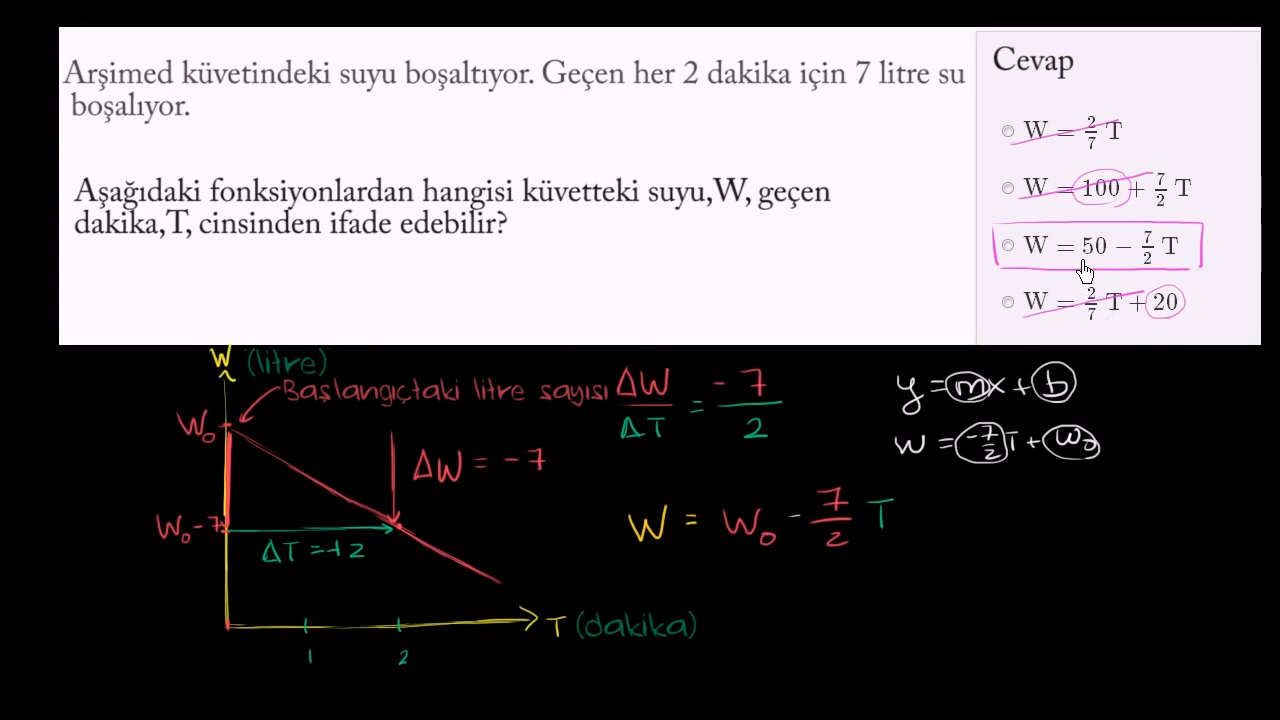 Arşimed küvetindeki suyu boşaltıyor. Geçen her 2 dakika için 7 litre su
boşalıyor.
Aşağıdaki fonksiyonlardan hangisi küvetteki suyu,W, geçen
dakika,T, cinsinden ifade edebilir?
Cevap
W = 2/7 T
W = 100 + 7/2 T
W = 50 − 7/2 T
W = 2/7 T + 20
W (litre)
Başlangıçtaki litre sayısı
W₀
W₀ - 7
ΔW = -7
ΔT = +2
T (dakika)
1 2
ΔW/ΔT = -7/2
W = W₀ - 7/2 T
y = mx + b
W = -7/2 T + W₀